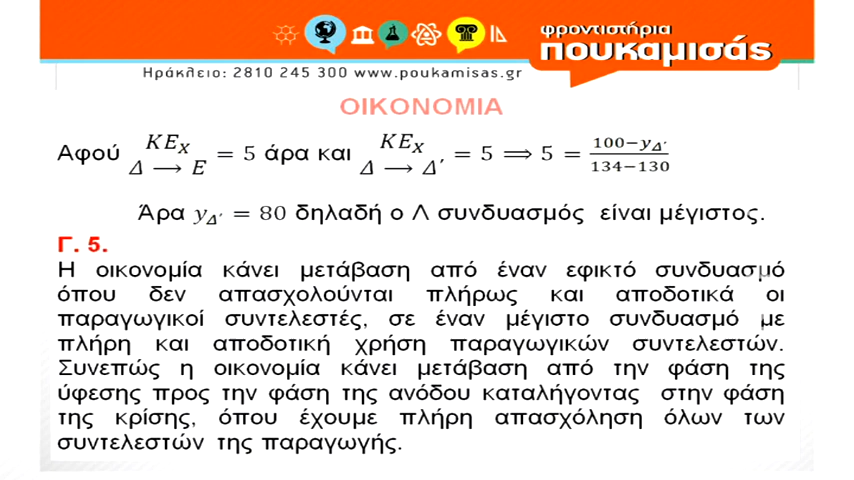 φροντιστήρια
πουκαμισάς
Ηράκλειο: 2810 245 300 www.poukamisas.gr
ΟΙΚΟΝΟΜΙΑ
Αφού ΚΕ_Χ Δ ⟶ Ε = 5 άρα και ΚΕ_Χ Δ ⟶ Δ΄, = 5 ⟹ 5 = (100−y_Δ΄)/(134−130)
Άρα y_Δ΄ = 80 δηλαδή ο Λ συνδυασμός είναι μέγιστος.
Γ. 5.
Η οικονομία κάνει μετάβαση από έναν εφικτό συνδυασμό
όπου δεν απασχολούνται πλήρως και αποδοτικά οι
παραγωγικοί συντελεστές, σε έναν μέγιστο συνδυασμό με
πλήρη και αποδοτική χρήση παραγωγικών συντελεστών.
Συνεπώς η οικονομία κάνει μετάβαση από την φάση της
ύφεσης προς την φάση της ανόδου καταλήγοντας στην φάση
της κρίσης, όπου έχουμε πλήρη απασχόληση όλων των
συντελεστών της παραγωγής.